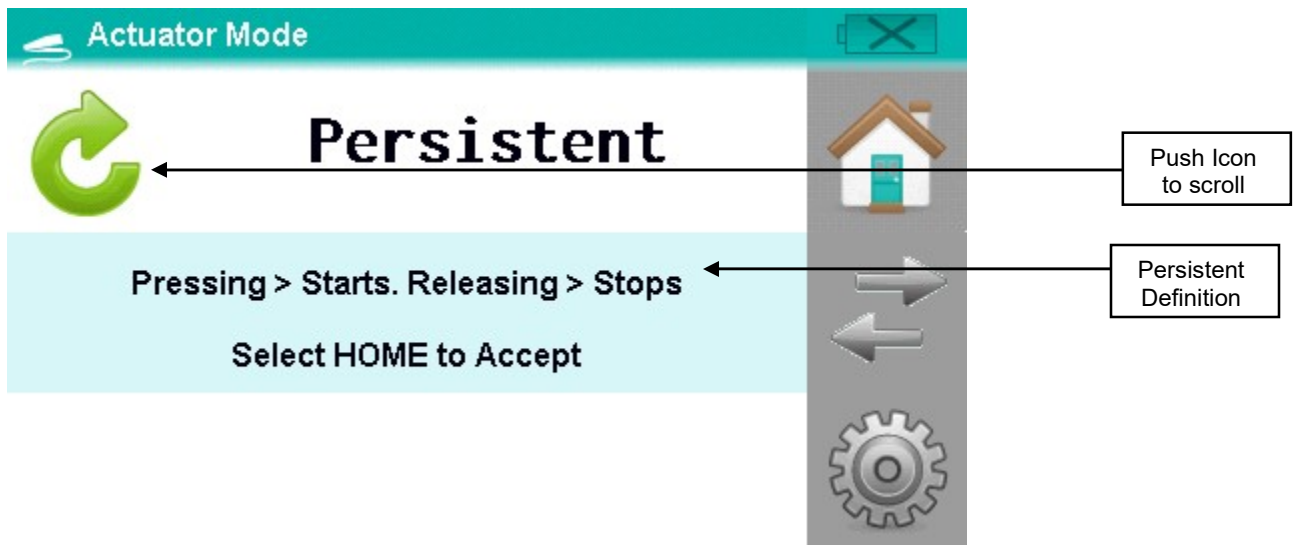 Actuator Mode
Persistent
Push Icon
to scroll
Pressing > Starts. Releasing > Stops
Persistent
Definition
Select HOME to Accept